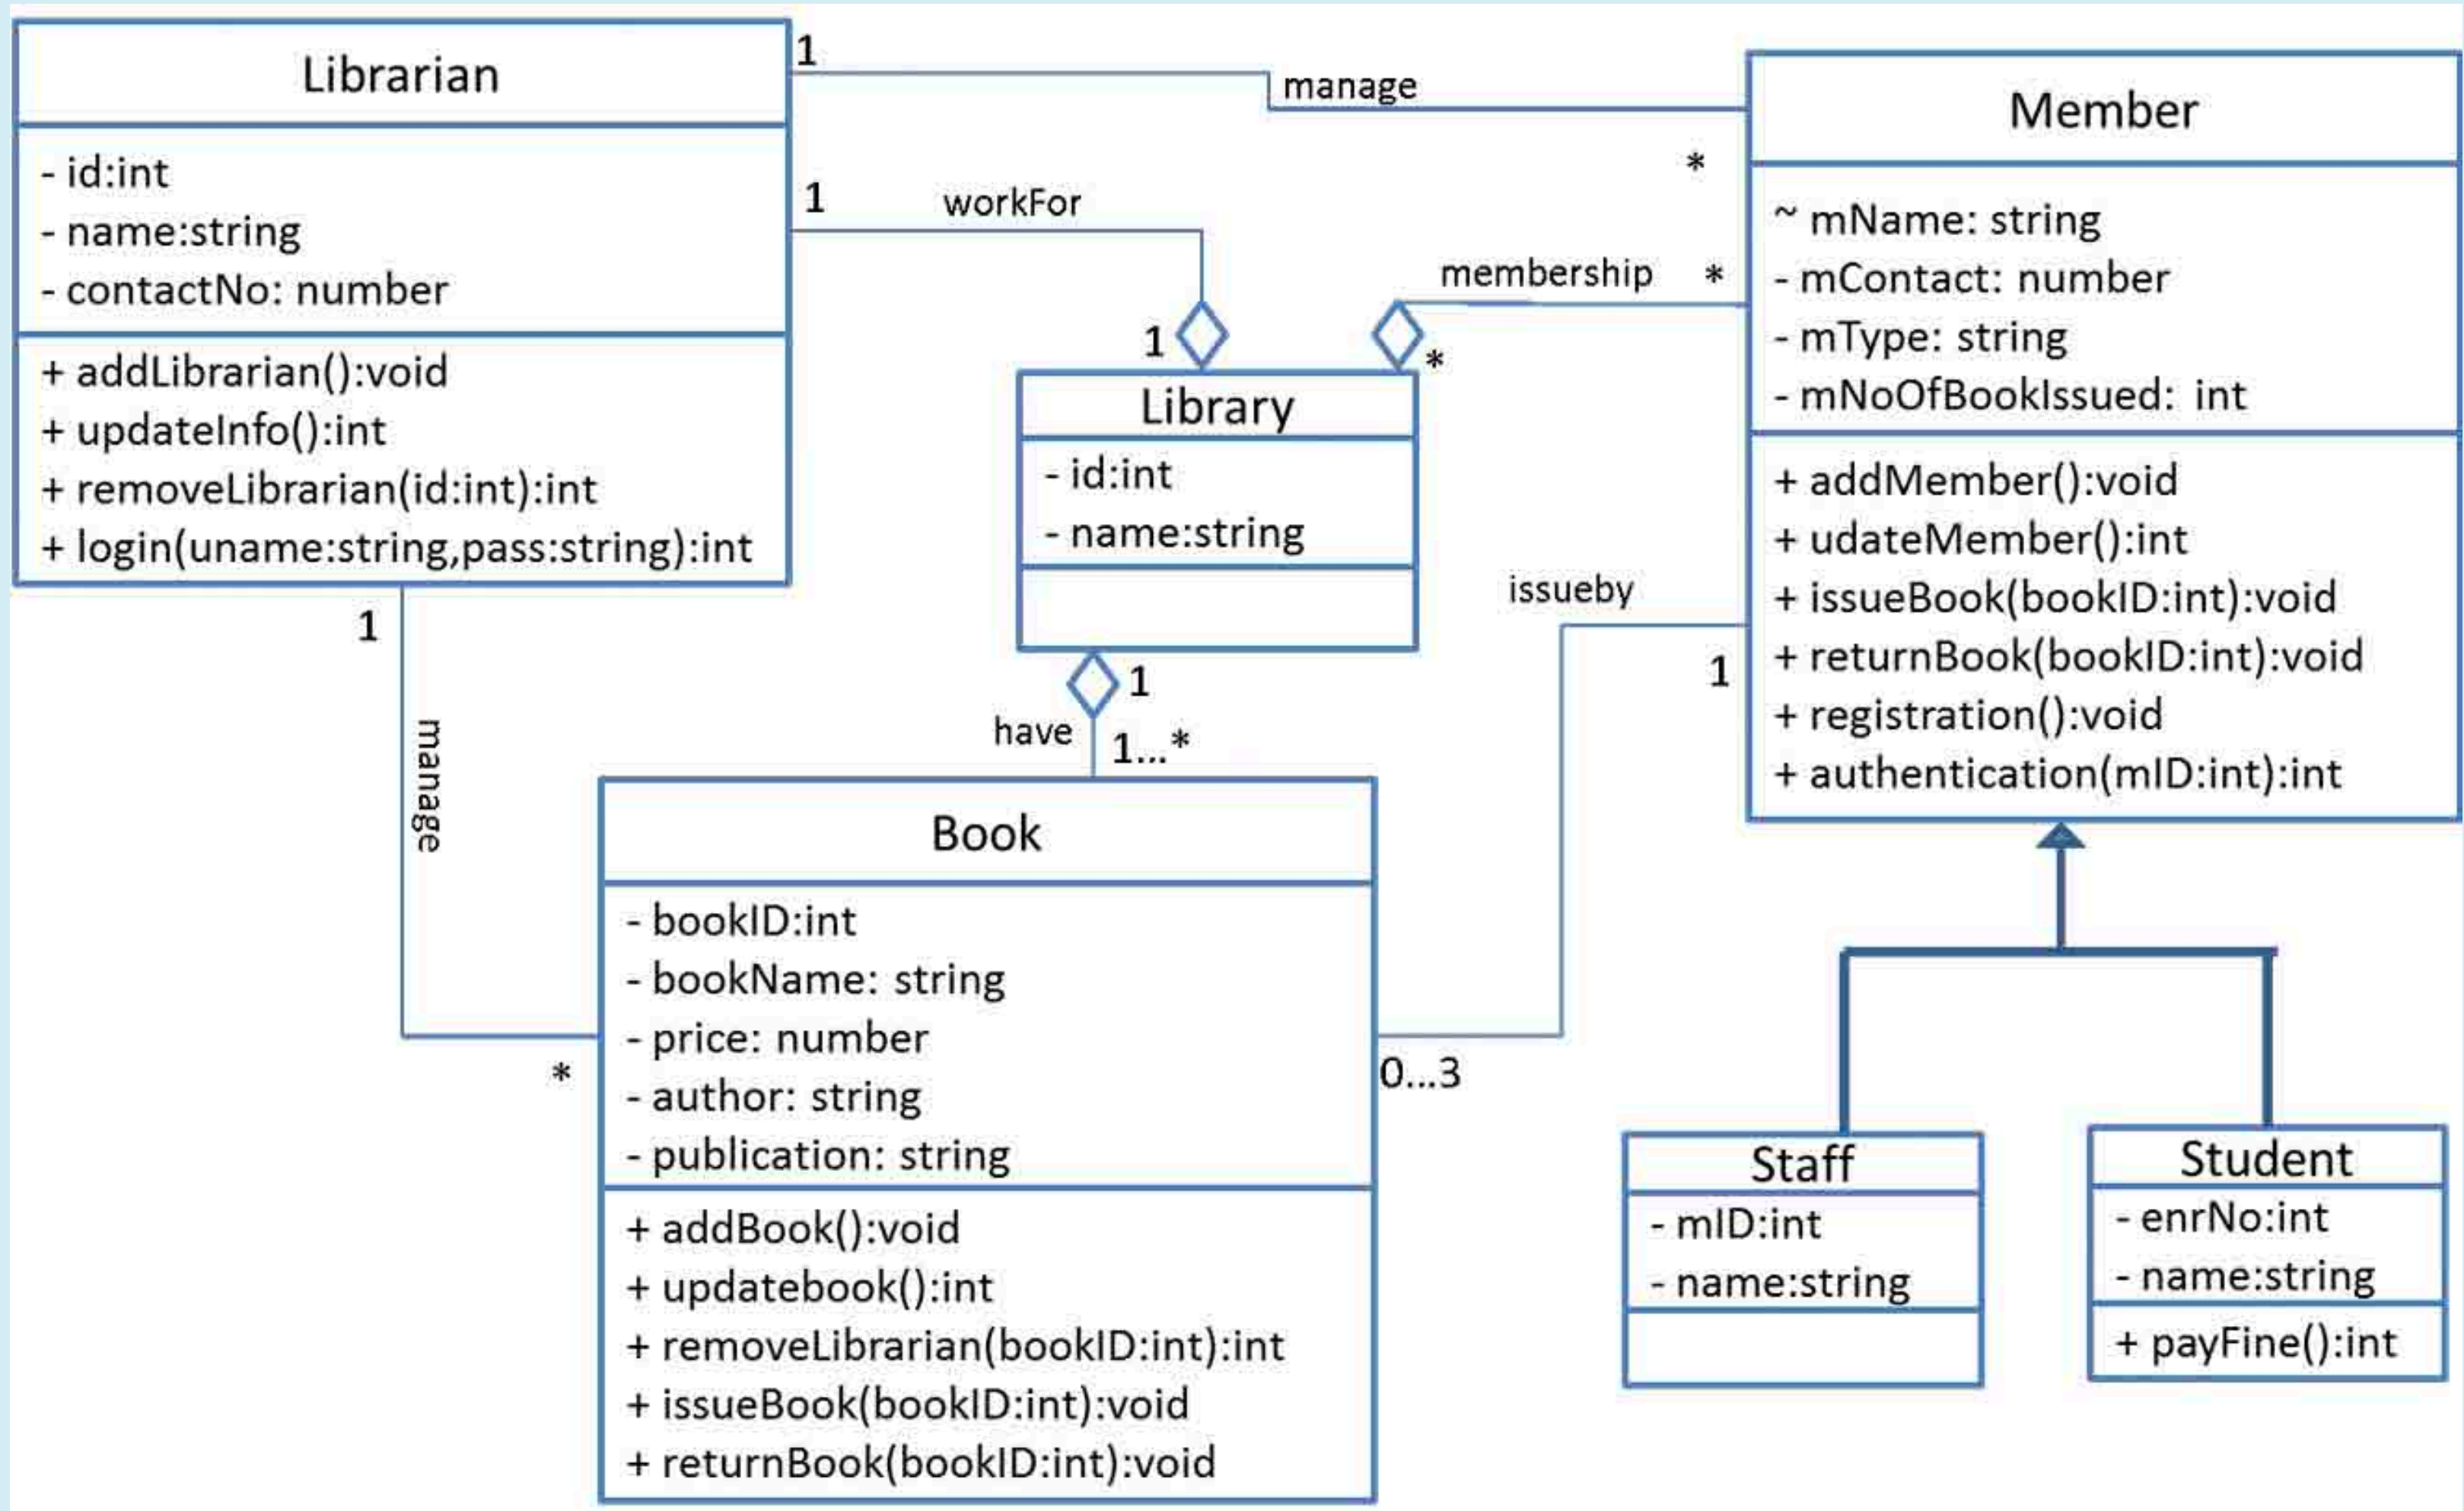 Librarian
- id:int
- name:string
- contactNo: number
+ addLibrarian():void
+ updateInfo():int
+ removeLibrarian(id:int):int
+ login(uname:string,pass:string):int
1
manage
*
1
workFor
1
membership
*
*
Member
~ mName: string
- mContact: number
- mType: string
- mNoOfBookIssued: int
+ addMember():void
+ udateMember():int
+ issueBook(bookID:int):void
+ returnBook(bookID:int):void
+ registration():void
+ authentication(mID:int):int
Library
- id:int
- name:string
1
have
1...*
issueby
1
0...3
1
manage
*
Book
- bookID:int
- bookName: string
- price: number
- author: string
- publication: string
+ addBook():void
+ updatebook():int
+ removeLibrarian(bookID:int):int
+ issueBook(bookID:int):void
+ returnBook(bookID:int):void
Staff
- mID:int
- name:string
Student
- enrNo:int
- name:string
+ payFine():int